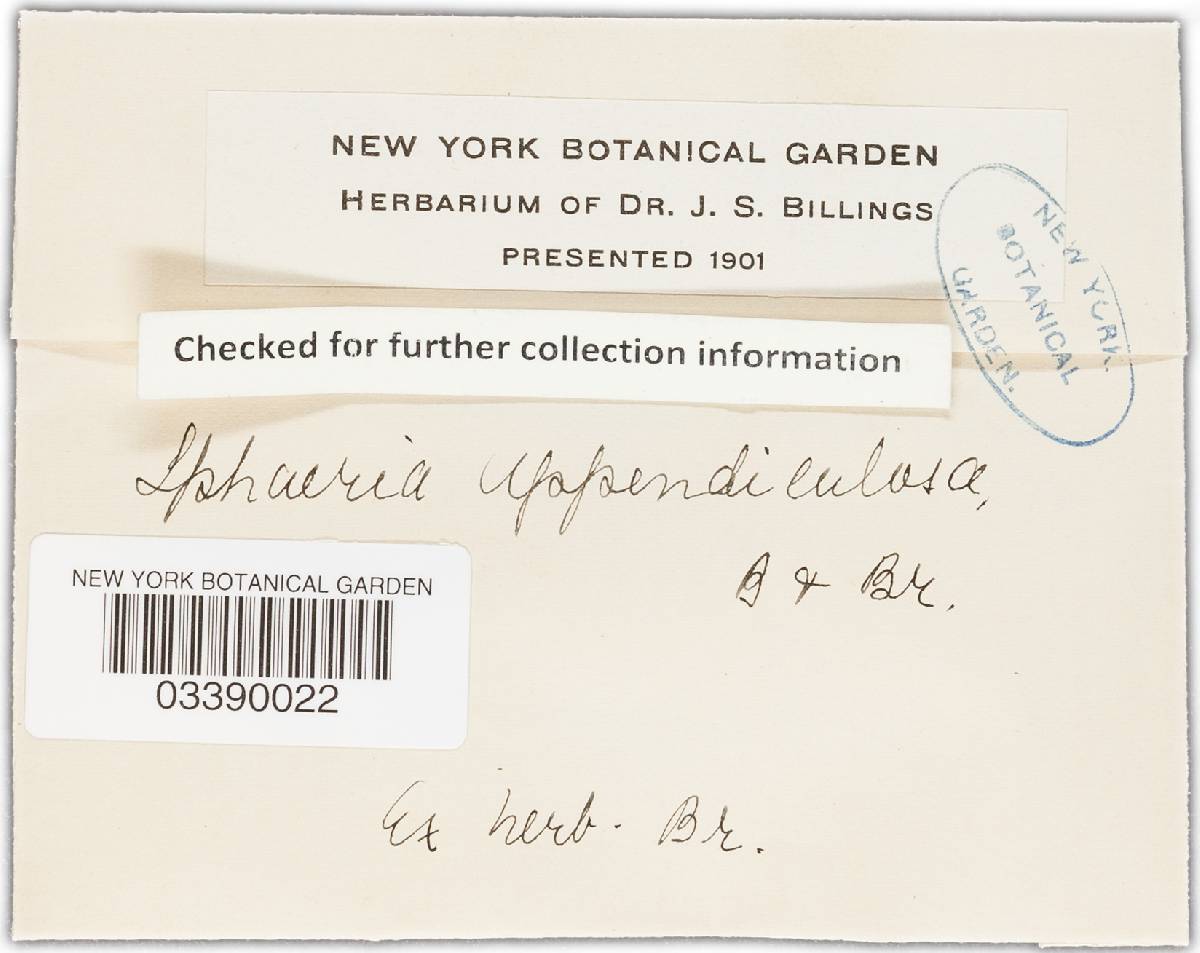 NEW YORK BOTANICAL GARDEN
HERBARIUM OF DR. J. S. BILLINGS
PRESENTED 1901
NEW YORK
BOTANICAL
GARDEN.
Checked for further collection information
Sphaeria appendiculosa,
B & Br.
NEW YORK BOTANICAL GARDEN
03390022
Ex herb. Br.